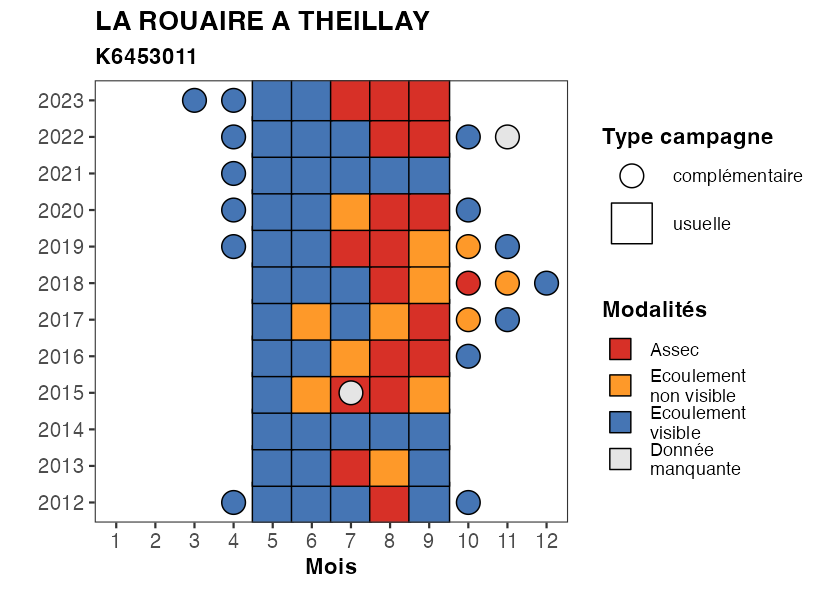 LA ROUAIRE A THEILLAY
K6453011
2023
2022
2021
2020
2019
2018
2017
2016
2015
2014
2013
2012
1 2 3 4 5 6 7 8 9 10 11 12
Mois
Type campagne
complémentaire
usuelle
Modalités
Assec
Ecoulement
non visible
Ecoulement
visible
Donnée
manquante